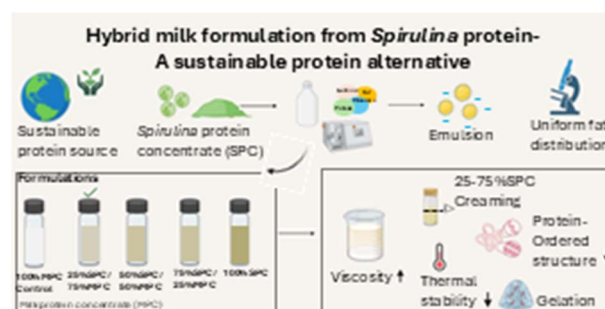 Hybrid milk formulation from Spirulina protein-
A sustainable protein alternative
Sustainable
protein source
Spirulina protein
concentrate (SPC)
Emulsion
Uniform fat
distribution
Formulations
100% MPC
Control
25%SPC/
75%MPC
50%SPC/
50%MPC
75%SPC/
25%MPC
100% SPC
Milk protein concentrate (MPC)
Viscosity ↑
25-75%SPC
Creaming
Thermal
stability ↓
Protein-
Ordered
structure
Gelation